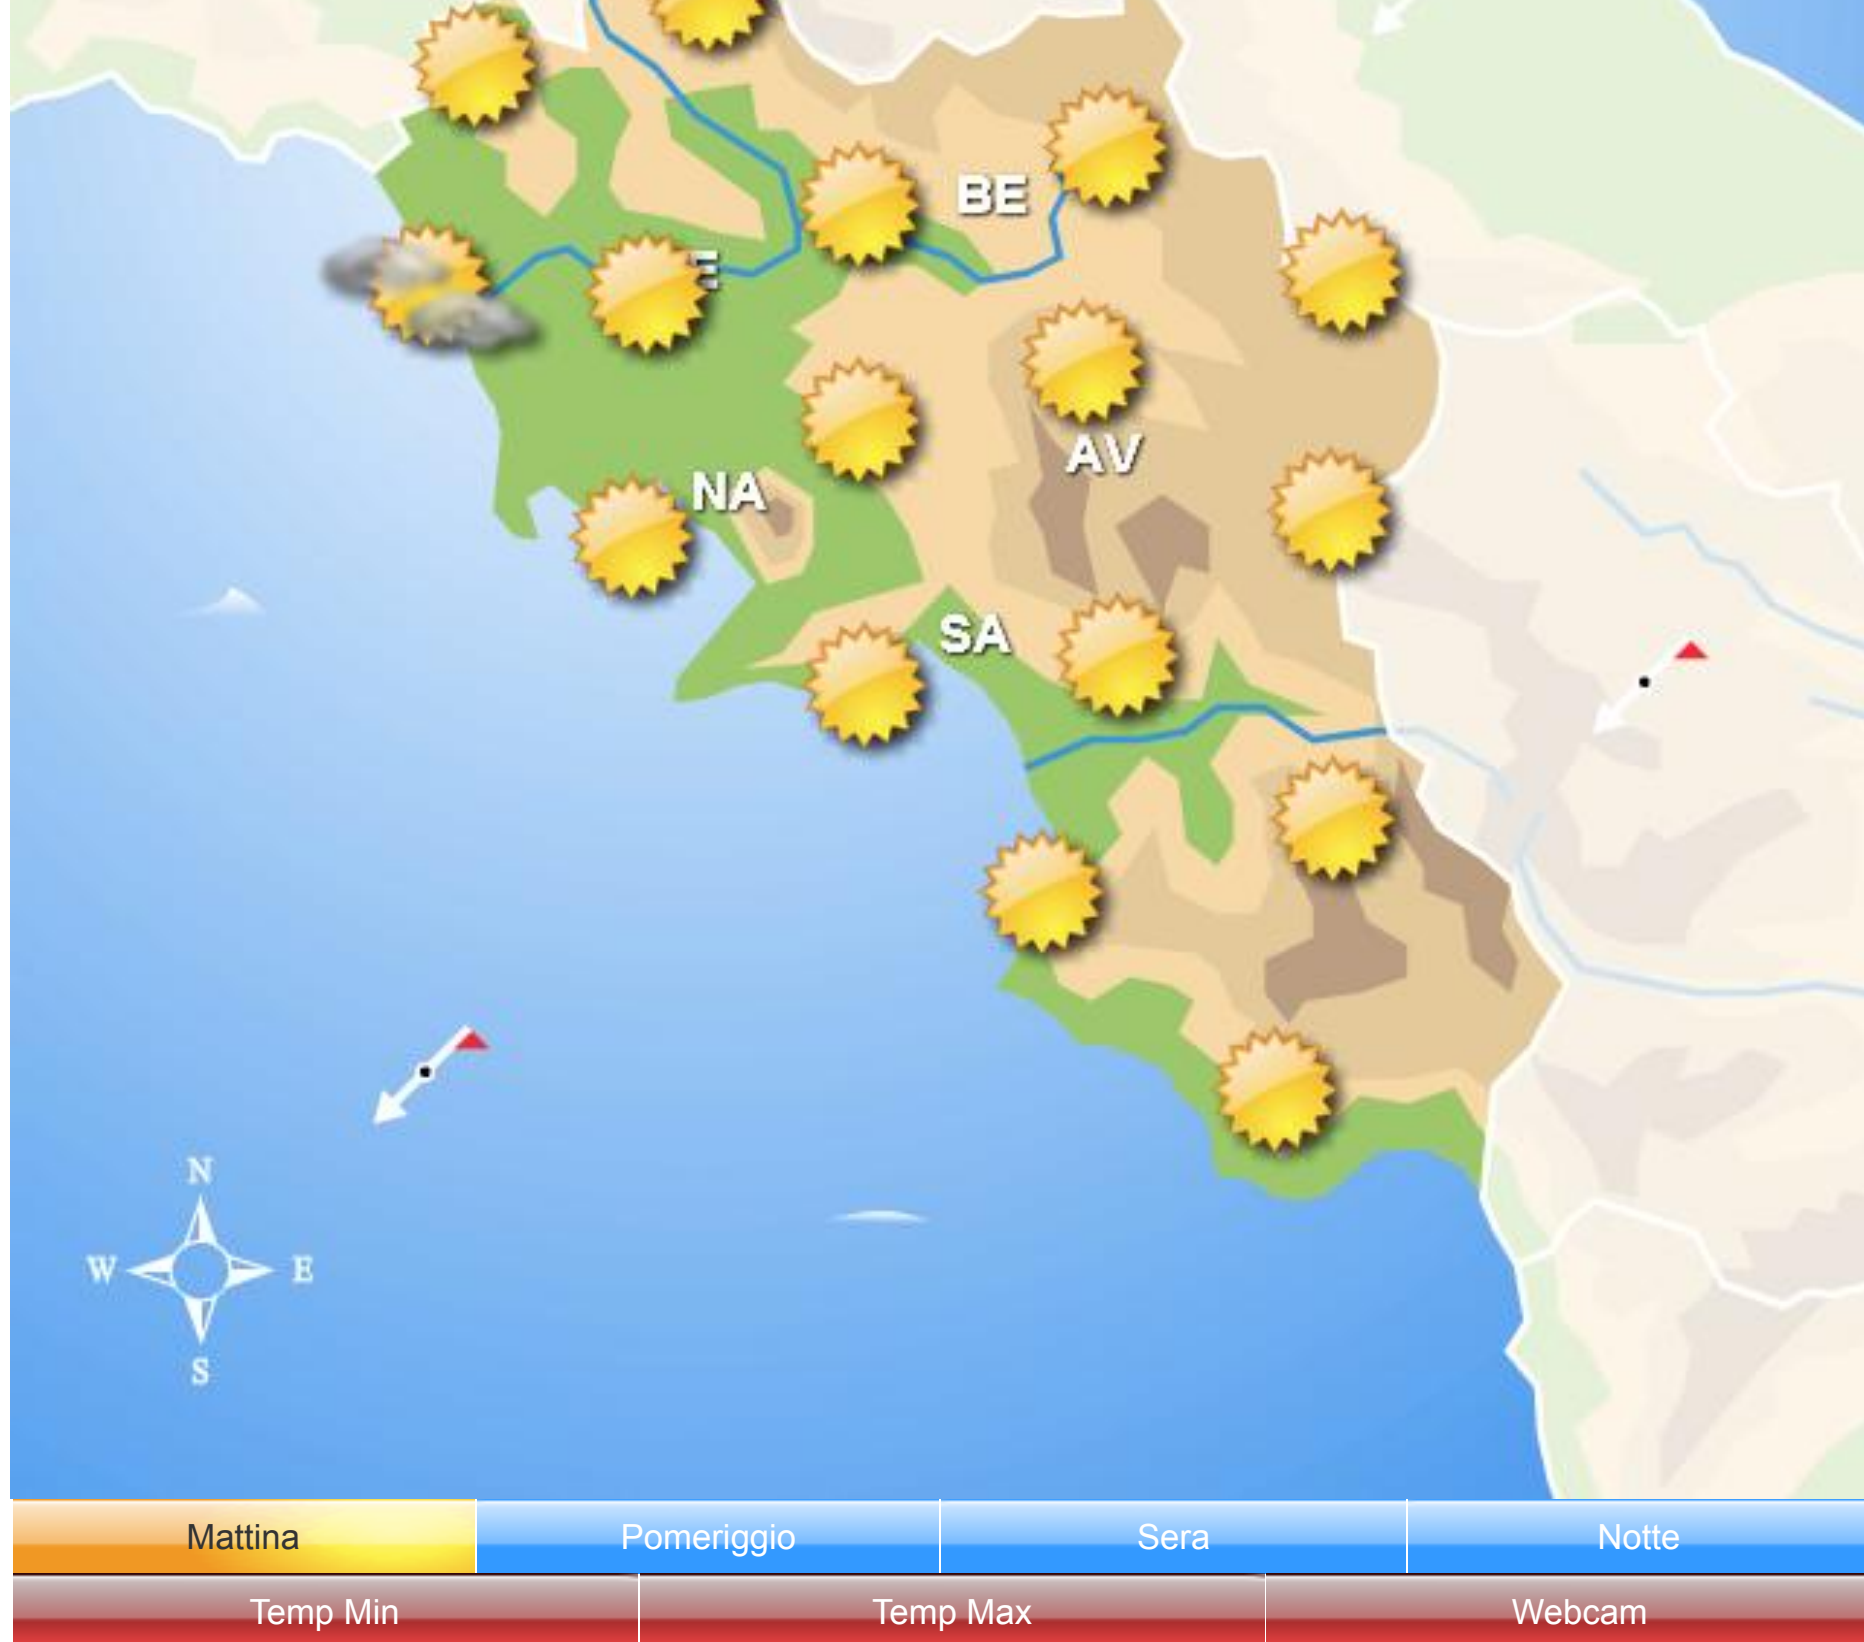 BE
E
AV
NA
SA
N
W E
S
Mattina Pomeriggio Sera Notte
Temp Min Temp Max Webcam